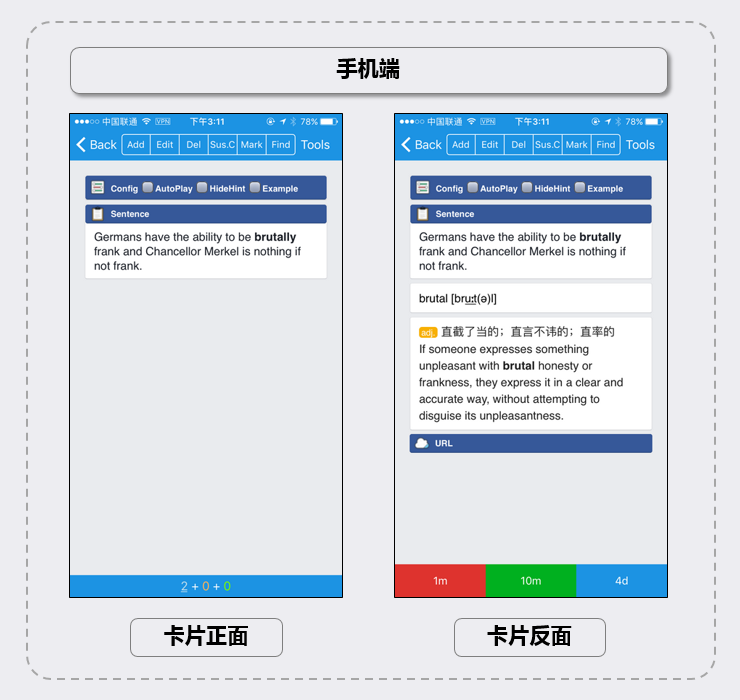 手机端
中国联通 VPN 下午3:11 78%
Back Add Edit Del Sus.C Mark Find Tools
Config AutoPlay HideHint Example
Sentence
Germans have the ability to be brutally
frank and Chancellor Merkel is nothing if
not frank.
2 + 0 + 0
卡片正面
中国联通 VPN 下午3:11 78%
Back Add Edit Del Sus.C Mark Find Tools
Config AutoPlay HideHint Example
Sentence
Germans have the ability to be brutally
frank and Chancellor Merkel is nothing if
not frank.
brutal [bruːt(ə)l]
adj. 直截了当的；直言不讳的；直率的
If someone expresses something
unpleasant with brutal honesty or
frankness, they express it in a clear and
accurate way, without attempting to
disguise its unpleasantness.
URL
1m 10m 4d
卡片反面